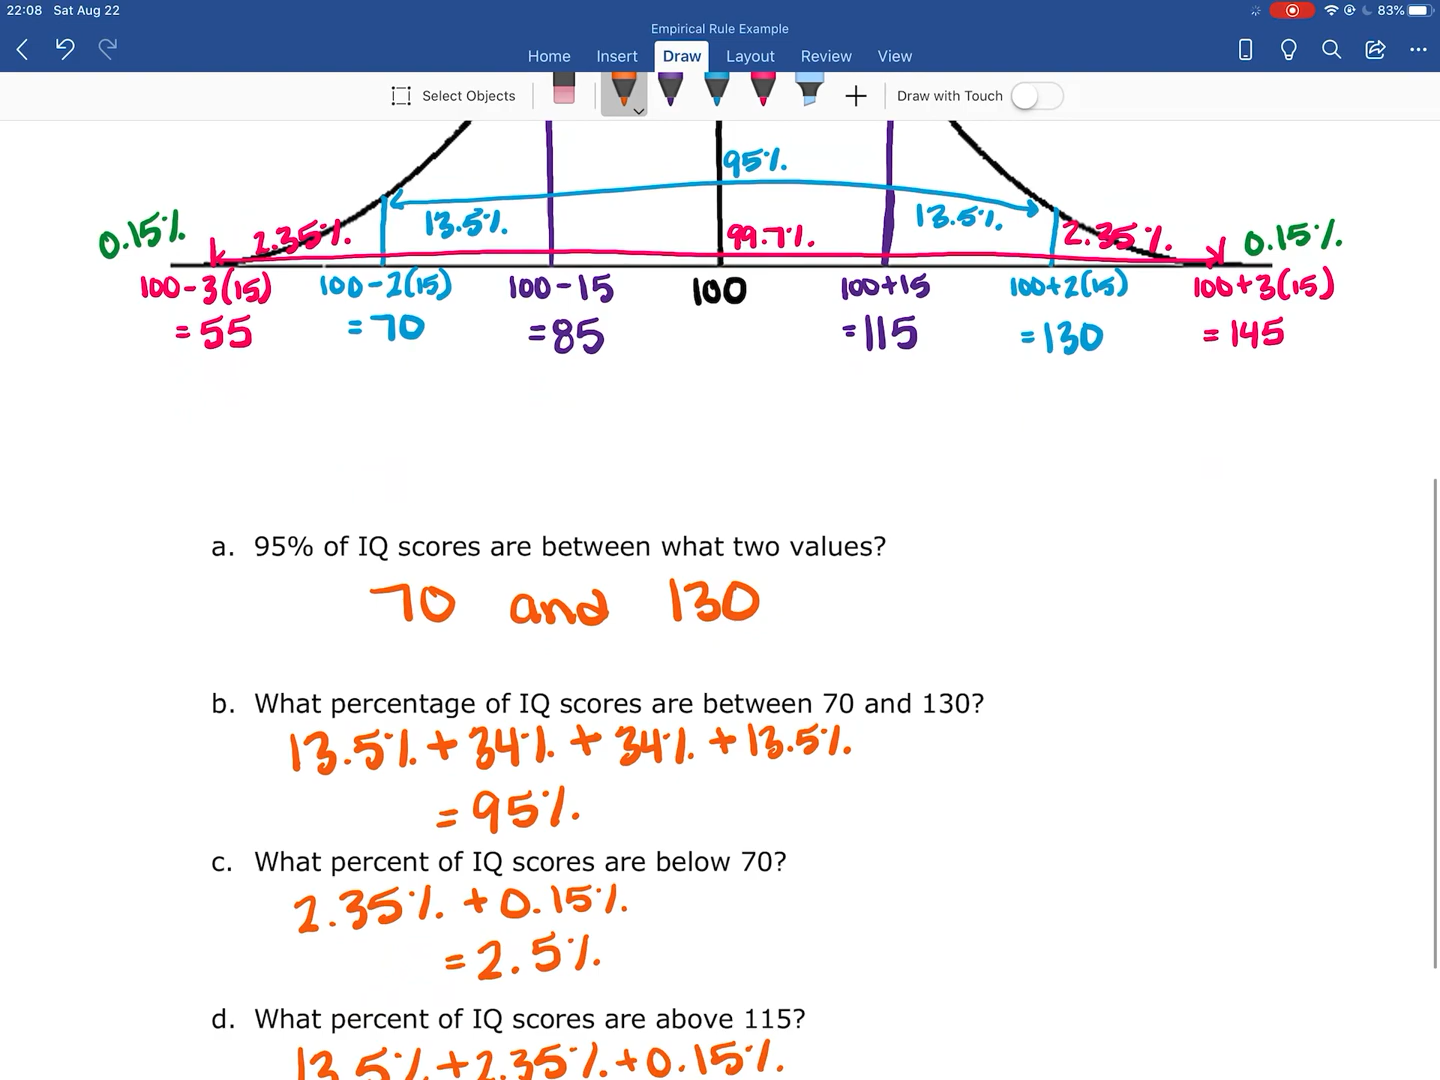 22:08 Sat Aug 22
83%
Empirical Rule Example
Home Insert Draw Layout Review View
Select Objects
Draw with Touch
95%
0.15% 2.35% 13.5% 99.7% 13.5% 2.35% 0.15%
100-3(15) 100-2(15) 100-15 100 100+15 100+2(15) 100+3(15)
=55 =70 =85 =115 =130 =145
a. 95% of IQ scores are between what two values?
70 and 130
b. What percentage of IQ scores are between 70 and 130?
13.5% + 34% + 34% + 13.5%
= 95%
c. What percent of IQ scores are below 70?
2.35% + 0.15%
= 2.5%
d. What percent of IQ scores are above 115?
13.5% + 2.35% + 0.15%